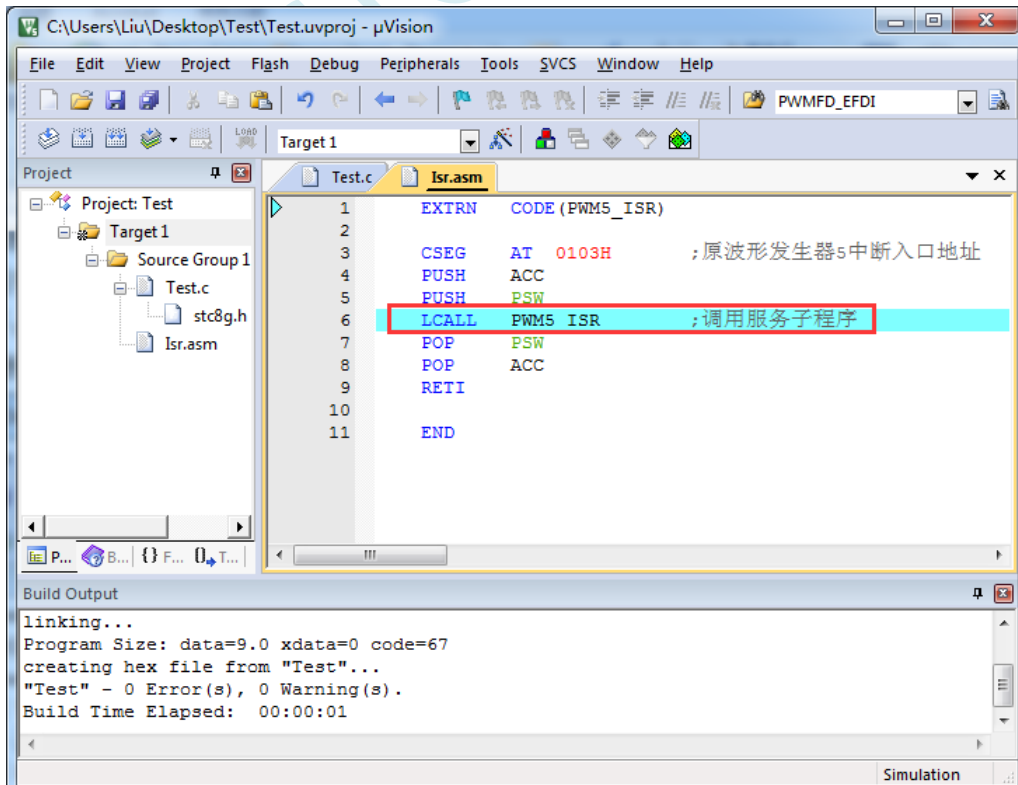 C:\Users\Liu\Desktop\Test\Test.uvproj - µVision
File Edit View Project Flash Debug Peripherals Tools SVCS Window Help
PWMFD_EFDI
LOAD Target 1
Project
Test.c Isr.asm
Project: Test
Target 1
Source Group 1
Test.c
stc8g.h
Isr.asm
1 EXTRN CODE(PWM5_ISR)
2
3 CSEG AT 0103H ;原波形发生器5中断入口地址
4 PUSH ACC
5 PUSH PSW
6 LCALL PWM5_ISR ;调用服务子程序
7 POP PSW
8 POP ACC
9 RETI
10
11 END
P... B... {} F... 0 T...
Build Output
linking...
Program Size: data=9.0 xdata=0 code=67
creating hex file from "Test"...
"Test" - 0 Error(s), 0 Warning(s).
Build Time Elapsed: 00:00:01
Simulation